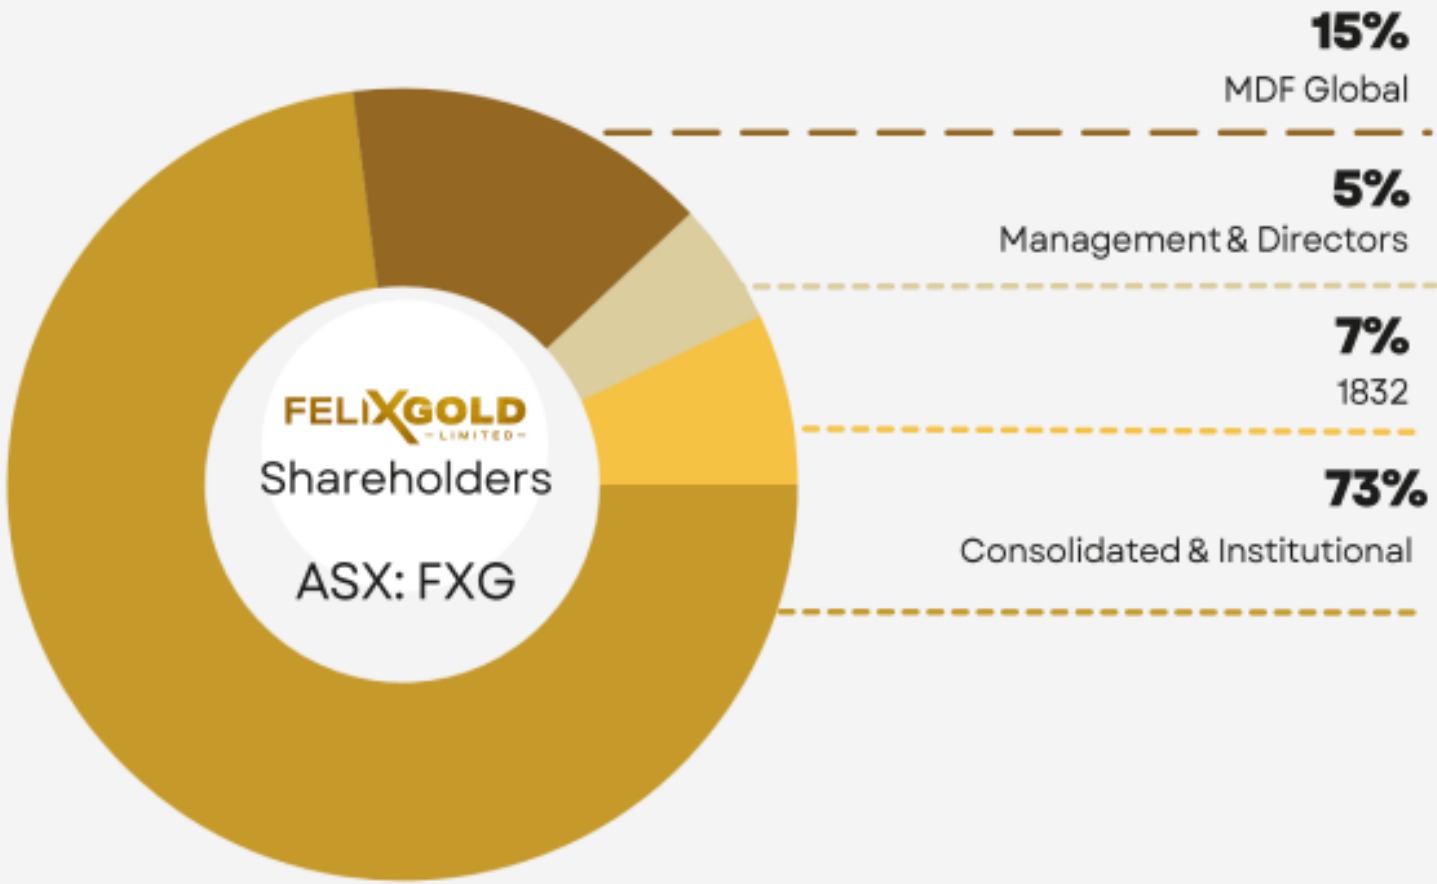 15%
MDF Global
5%
Management & Directors
7%
1832
73%
Consolidated & Institutional
FELIXGOLD
LIMITED
Shareholders
ASX: FXG